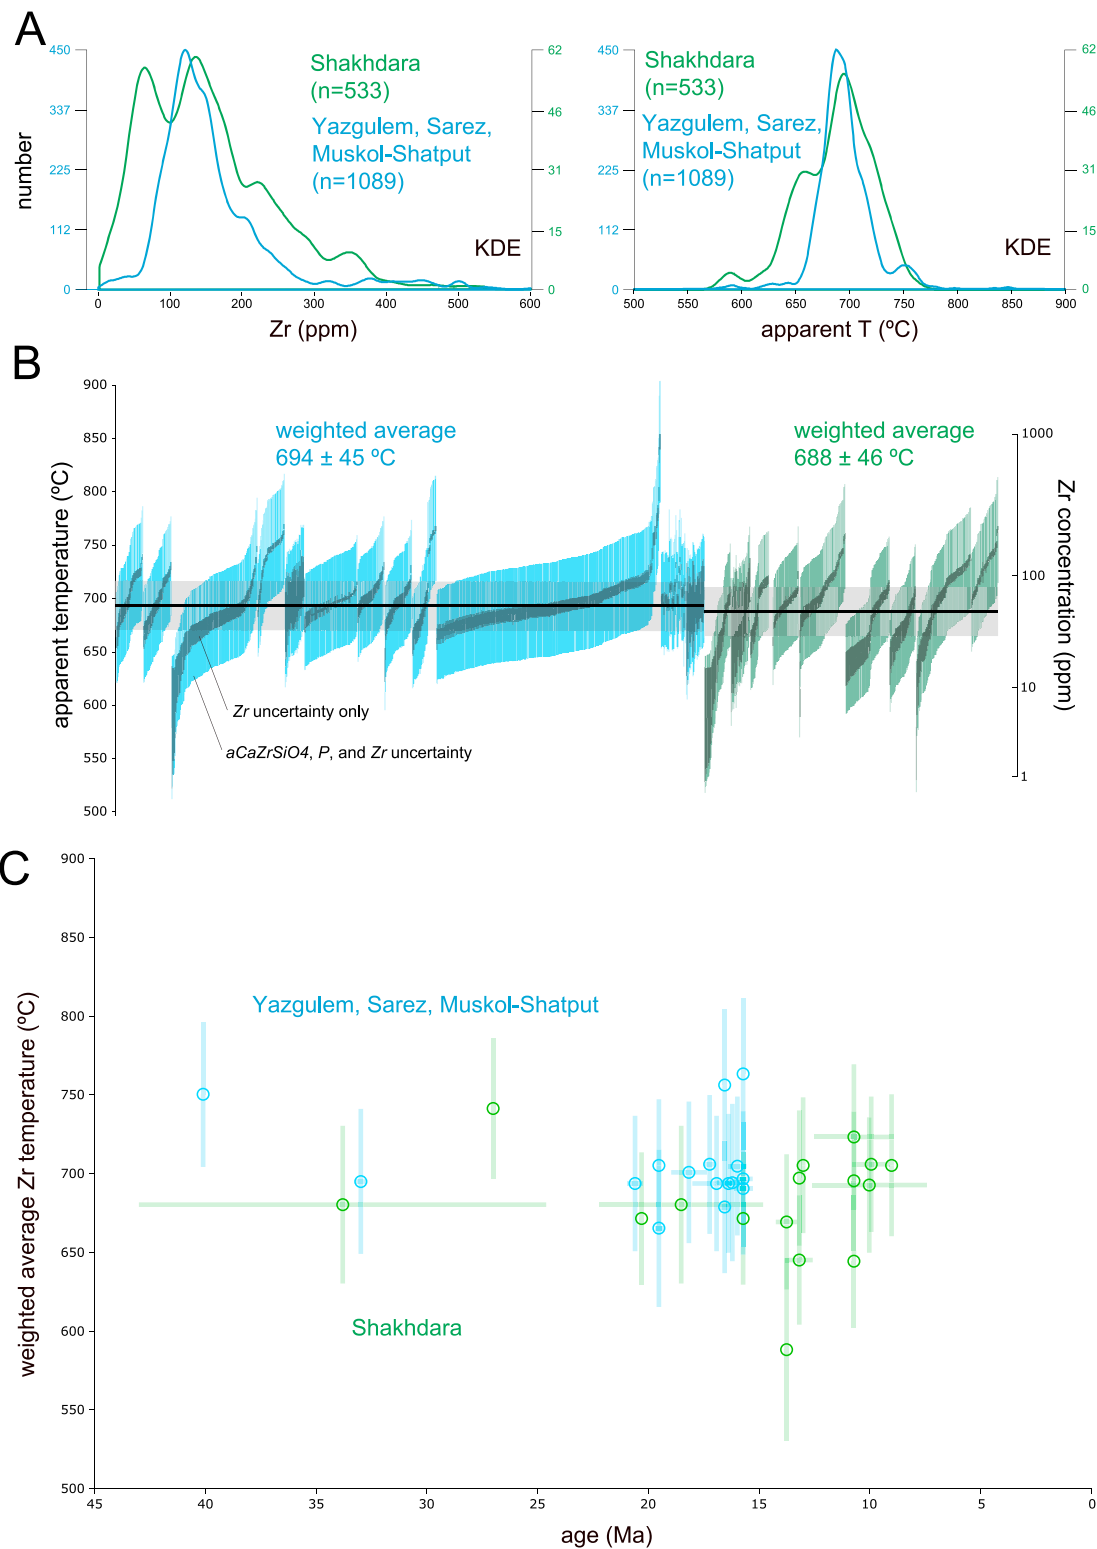 A
450
337
225
112
0
number
62
46
31
15
0
Shakhdara
(n=533)
Yazgulem, Sarez,
Muskol-Shatput
(n=1089)
KDE
0
100
200
300
400
500
600
Zr (ppm)
450
337
225
112
0
62
46
31
15
0
Shakhdara
(n=533)
Yazgulem, Sarez,
Muskol-Shatput
(n=1089)
KDE
500
550
600
650
700
750
800
850
900
apparent T (ºC)
B
900
850
800
750
700
650
600
550
500
apparent temperature (ºC)
weighted average
694 ± 45 ºC
weighted average
688 ± 46 ºC
1000
100
10
1
Zr concentration (ppm)
Zr uncertainty only
aCaZrSiO4, P, and Zr uncertainty
C
900
850
800
750
700
650
600
550
500
weighted average Zr temperature (ºC)
Yazgulem, Sarez, Muskol-Shatput
Shakhdara
45
40
35
30
25
20
15
10
5
0
age (Ma)